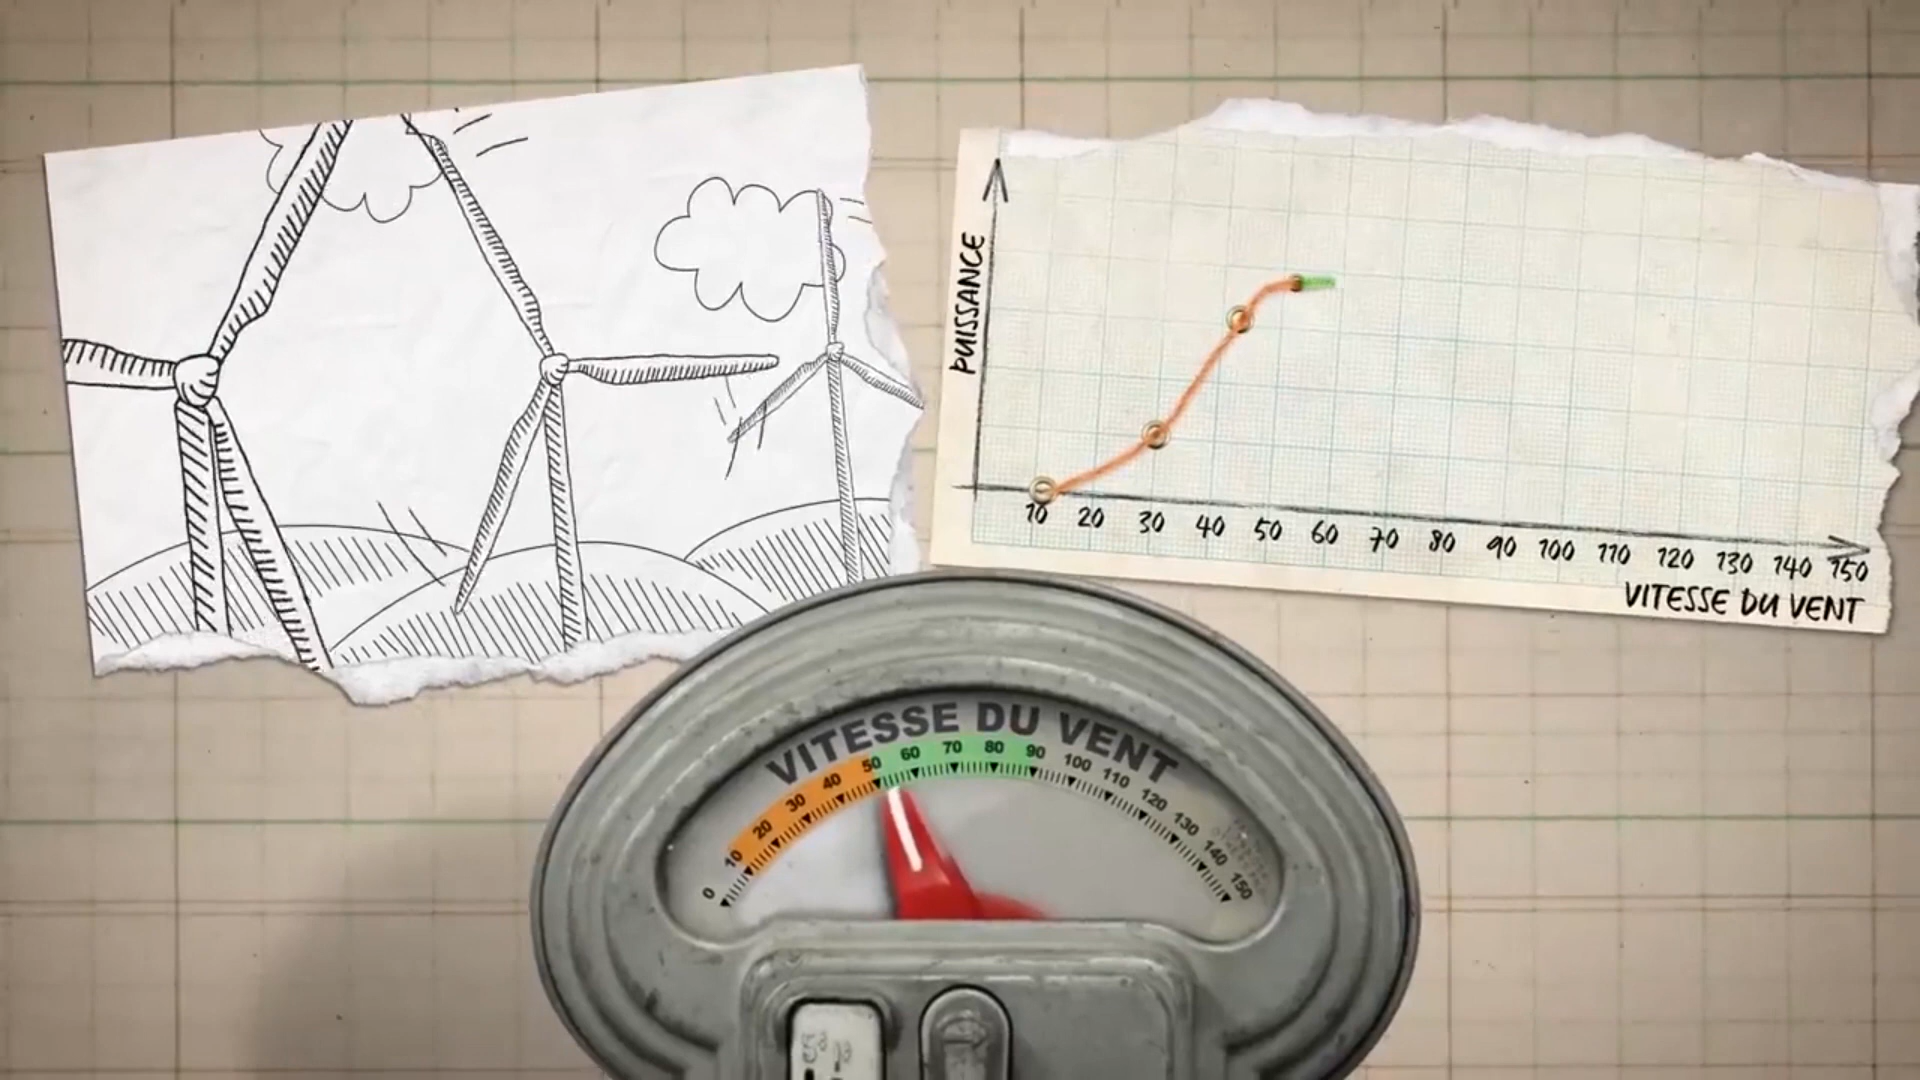 PUISSANCE
10 20 30 40 50 60 70 80 90 100 110 120 130 140 150
VITESSE DU VENT
VITESSE DU VENT
0 10 20 30 40 50 60 70 80 90 100 110 120 130 140 150